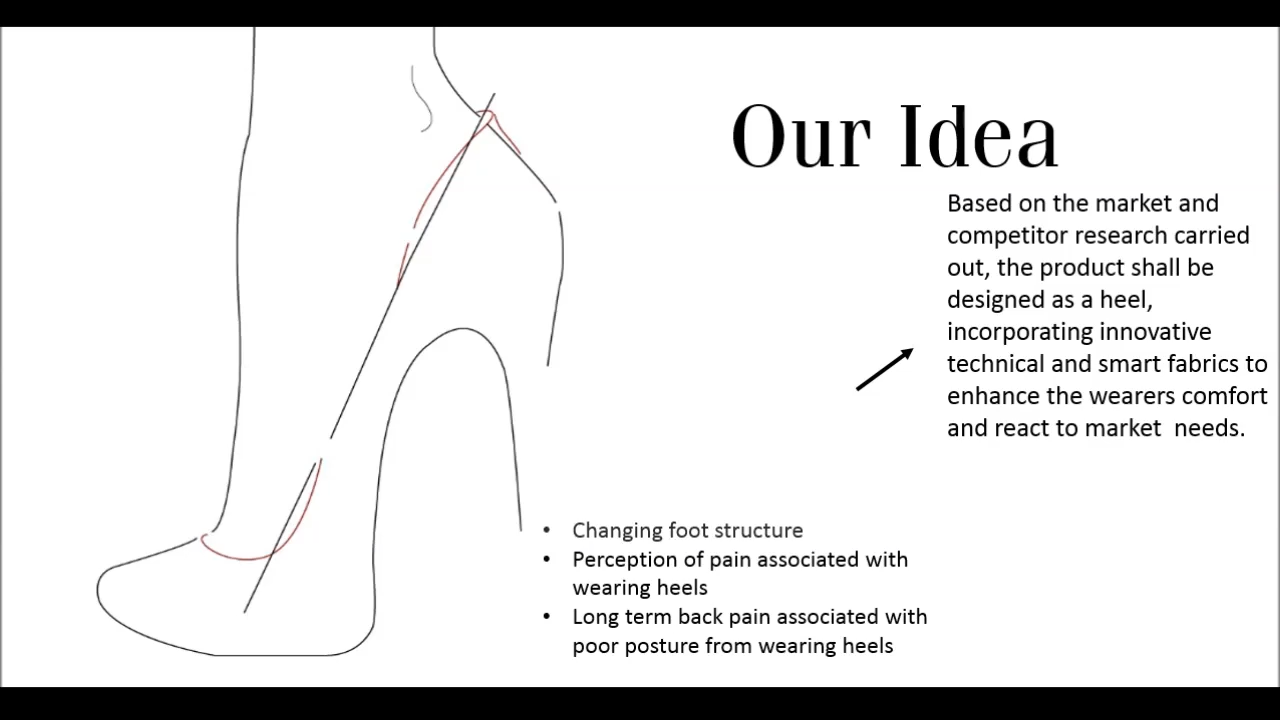 Our Idea
Based on the market and
competitor research carried
out, the product shall be
designed as a heel,
incorporating innovative
technical and smart fabrics to
enhance the wearers comfort
and react to market  needs.
• Changing foot structure
• Perception of pain associated with
wearing heels
• Long term back pain associated with
poor posture from wearing heels